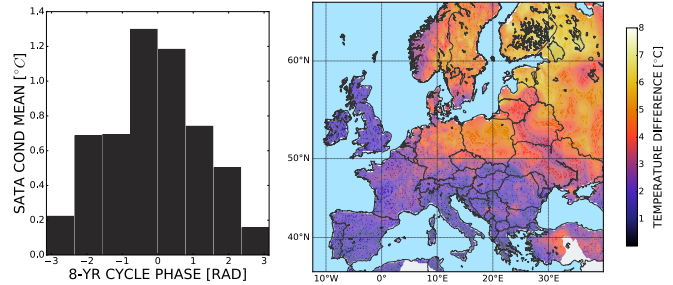 1.4
1.2
1.0
0.8
0.6
0.4
0.2
0.0
SATA COND MEAN [°C]
−3 −2 −1 0 1 2 3
8-YR CYCLE PHASE [RAD]
60°N
50°N
40°N
10°W 0° 10°E 20°E 30°E
8
7
6
5
4
3
2
1
TEMPERATURE DIFFERENCE [°C]